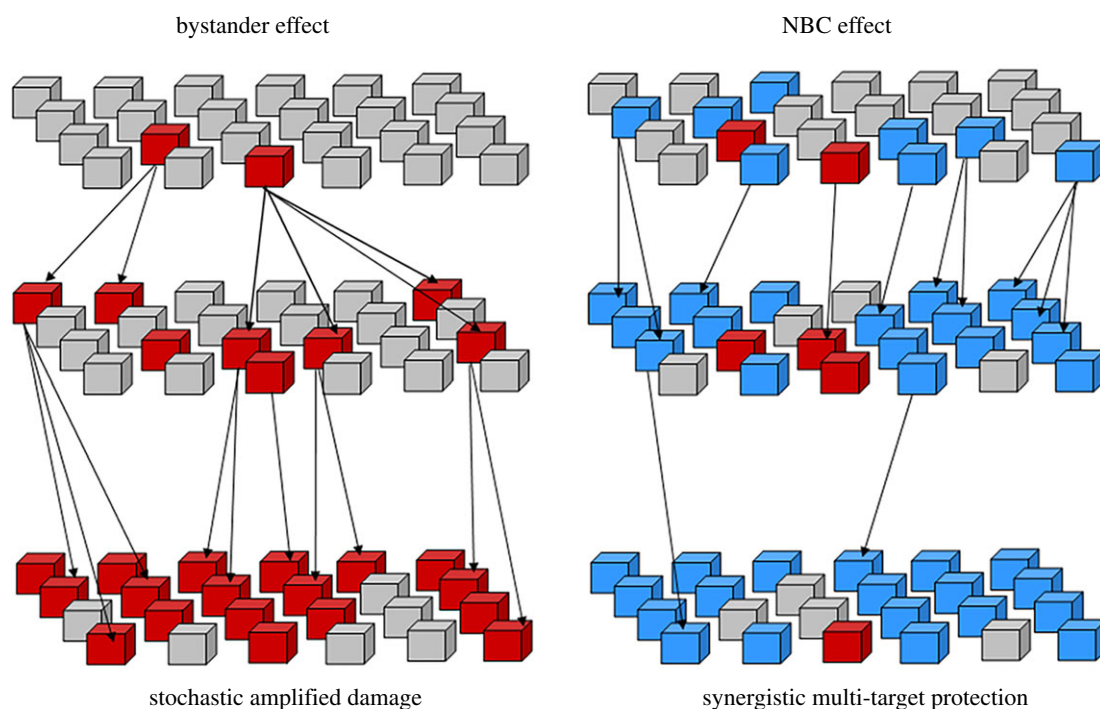 bystander effect
NBC effect
stochastic amplified damage
synergistic multi-target protection